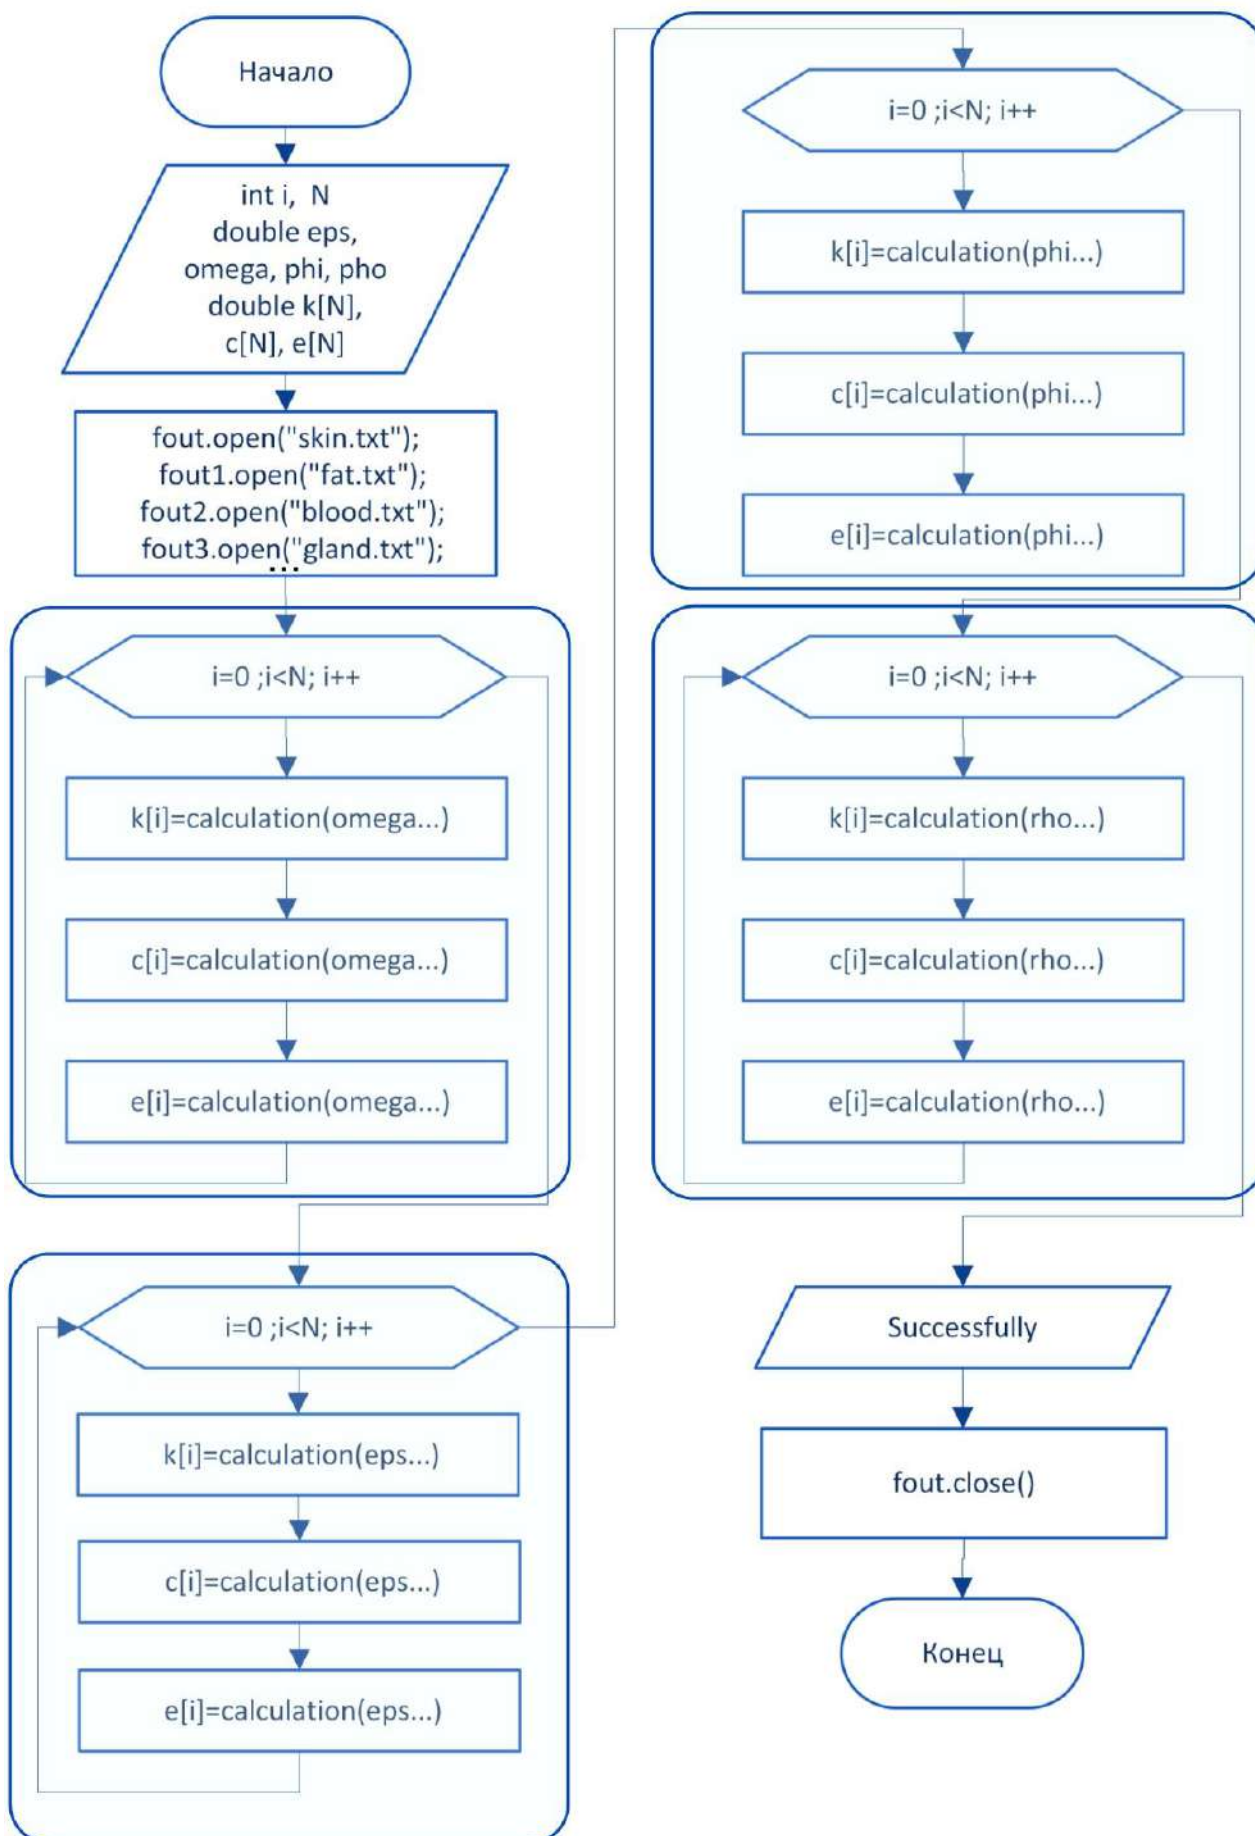 Начало
int i, N
double eps,
omega, phi, pho
double k[N],
c[N], e[N]
fout.open("skin.txt");
fout1.open("fat.txt");
fout2.open("blood.txt");
fout3.open("gland.txt");
...
i=0 ;i<N; i++
k[i]=calculation(omega...)
c[i]=calculation(omega...)
e[i]=calculation(omega...)
i=0 ;i<N; i++
k[i]=calculation(eps...)
c[i]=calculation(eps...)
e[i]=calculation(eps...)
i=0 ;i<N; i++
k[i]=calculation(phi...)
c[i]=calculation(phi...)
e[i]=calculation(phi...)
i=0 ;i<N; i++
k[i]=calculation(rho...)
c[i]=calculation(rho...)
e[i]=calculation(rho...)
Successfully
fout.close()
Конец